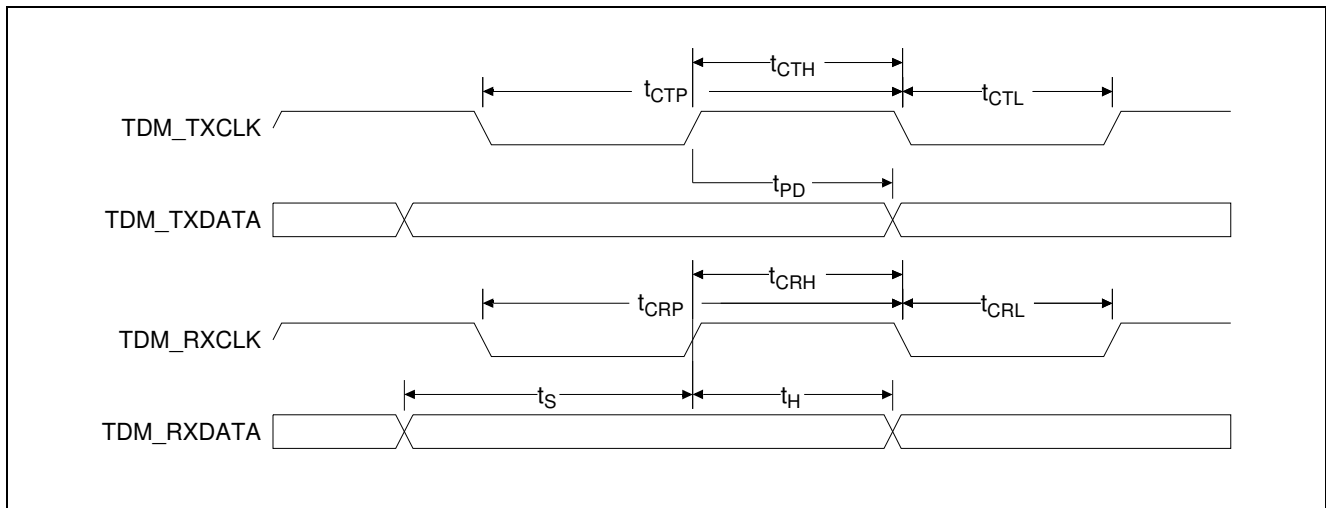 tCTH
tCTP
tCTL
TDM_TXCLK
tPD
TDM_TXDATA
tCRH
tCRP
tCRL
TDM_RXCLK
tS
tH
TDM_RXDATA